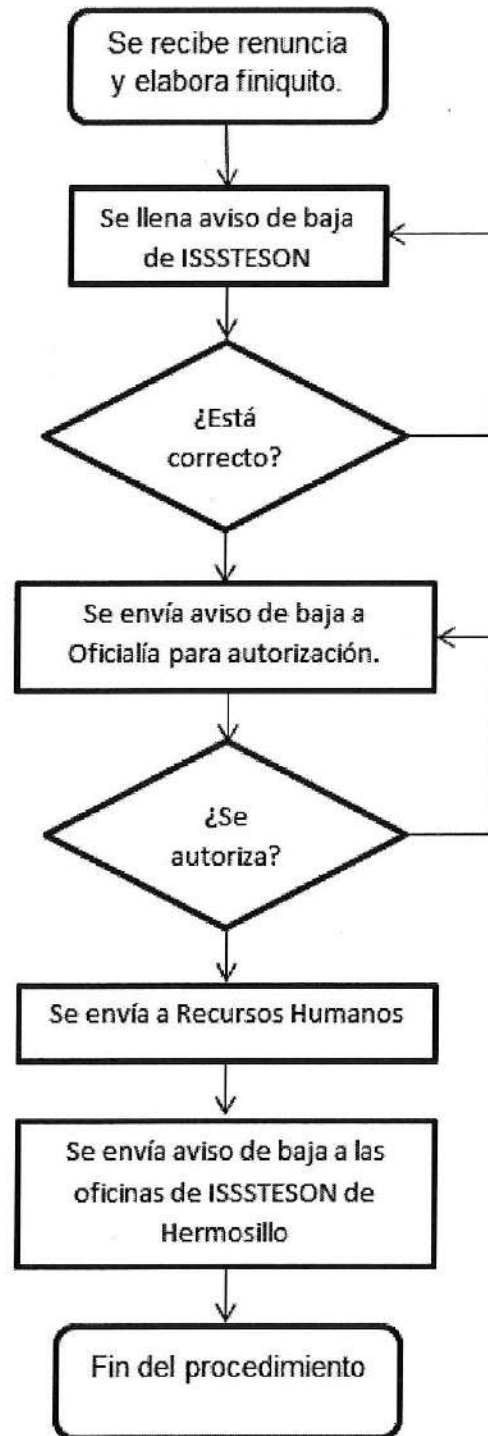 Se recibe renuncia
y elabora finiquito.
Se llena aviso de baja
de ISSSTESON
¿Está
correcto?
Se envía aviso de baja a
Oficialía para autorización.
¿Se
autoriza?
Se envía a Recursos Humanos
Se envía aviso de baja a las
oficinas de ISSSTESON de
Hermosillo
Fin del procedimiento